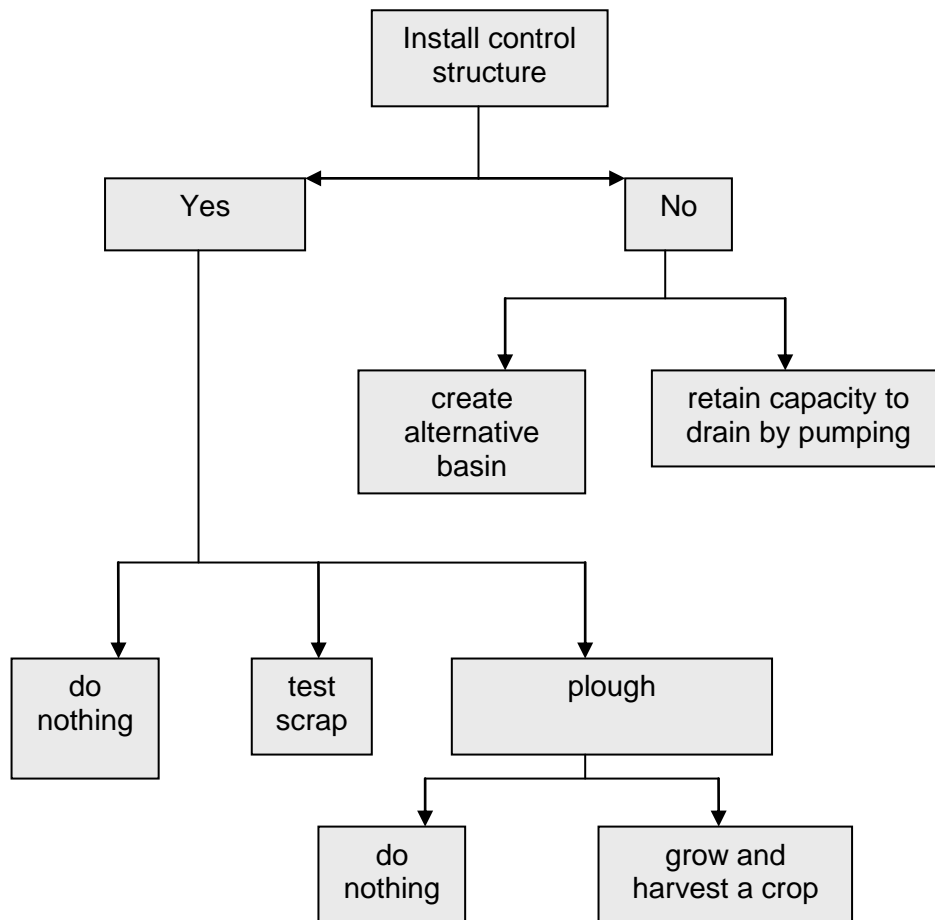 Install control
structure
Yes
No
create
alternative
basin
retain capacity to
drain by pumping
do
nothing
test
scrap
plough
do
nothing
grow and
harvest a crop